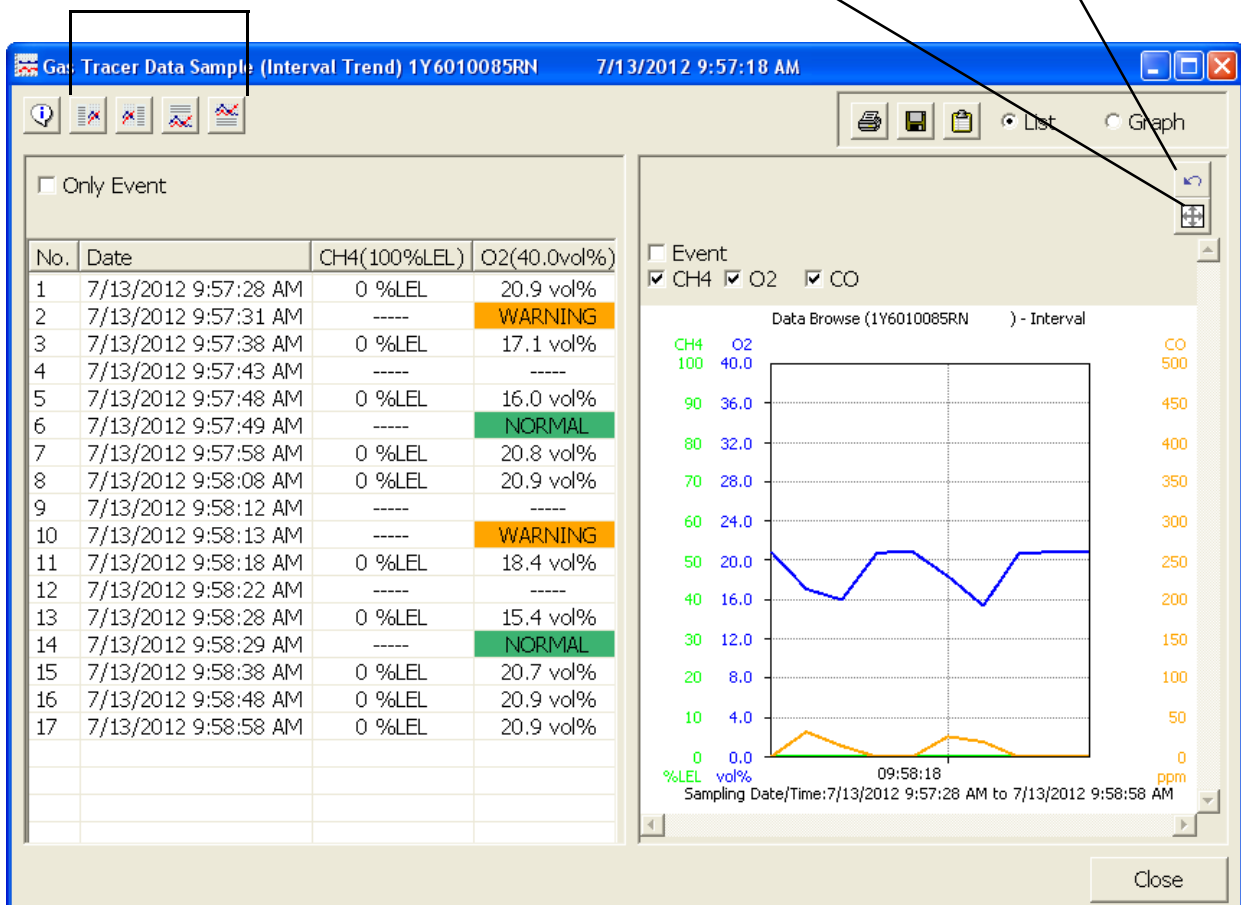 Gas Tracer Data Sample (Interval Trend) 1Y6010085RN 7/13/2012 9:57:18 AM
List Graph
Only Event
No. Date CH4(100%LEL) O2(40.0vol%)
1 7/13/2012 9:57:28 AM 0 %LEL 20.9 vol%
2 7/13/2012 9:57:31 AM ----- WARNING
3 7/13/2012 9:57:38 AM 0 %LEL 17.1 vol%
4 7/13/2012 9:57:43 AM ----- -----
5 7/13/2012 9:57:48 AM 0 %LEL 16.0 vol%
6 7/13/2012 9:57:49 AM ----- NORMAL
7 7/13/2012 9:57:58 AM 0 %LEL 20.8 vol%
8 7/13/2012 9:58:08 AM 0 %LEL 20.9 vol%
9 7/13/2012 9:58:12 AM ----- -----
10 7/13/2012 9:58:13 AM ----- WARNING
11 7/13/2012 9:58:18 AM 0 %LEL 18.4 vol%
12 7/13/2012 9:58:22 AM ----- -----
13 7/13/2012 9:58:28 AM 0 %LEL 15.4 vol%
14 7/13/2012 9:58:29 AM ----- NORMAL
15 7/13/2012 9:58:38 AM 0 %LEL 20.7 vol%
16 7/13/2012 9:58:48 AM 0 %LEL 20.9 vol%
17 7/13/2012 9:58:58 AM 0 %LEL 20.9 vol%
Event
CH4 O2 CO
Data Browse (1Y6010085RN ) - Interval
CH4 O2 CO
100 40.0 500
90 36.0 450
80 32.0 400
70 28.0 350
60 24.0 300
50 20.0 250
40 16.0 200
30 12.0 150
20 8.0 100
10 4.0 50
0 0.0 0
%LEL vol% 09:58:18 ppm
Sampling Date/Time:7/13/2012 9:57:28 AM to 7/13/2012 9:58:58 AM
Close